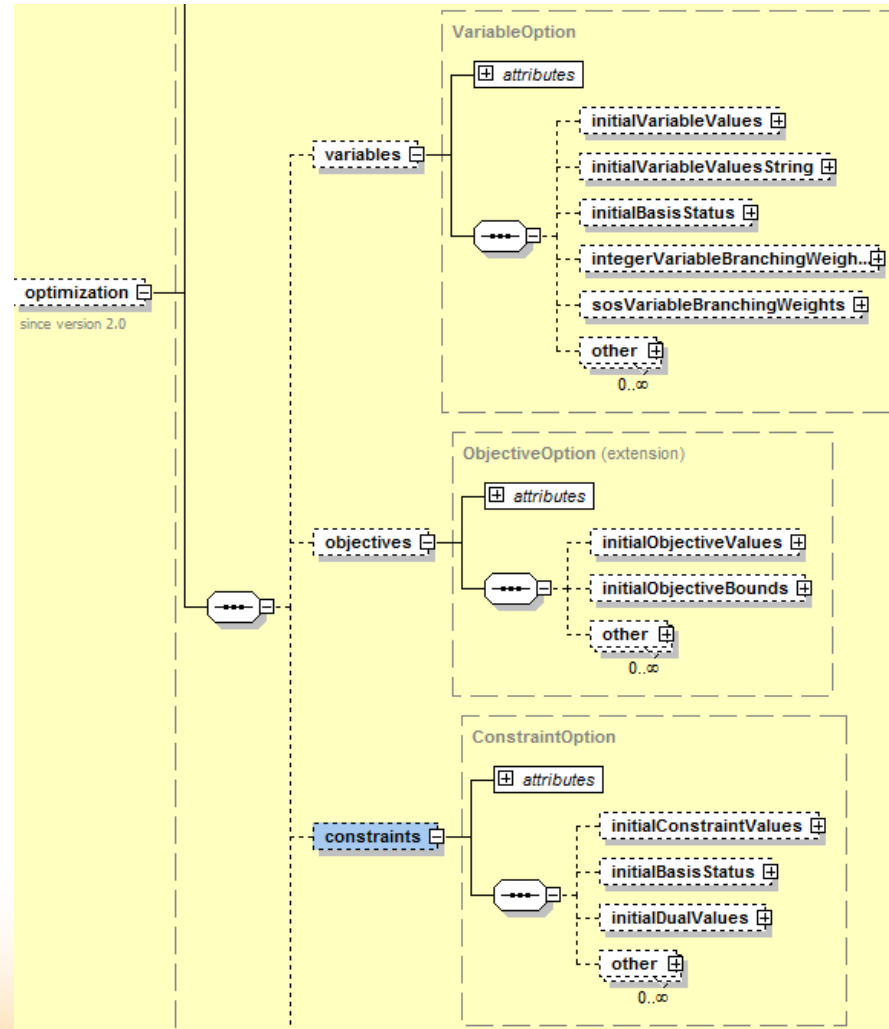 VariableOption
attributes
initialVariableValues
variables
initialVariableValuesString
initialBasisStatus
integerVariableBranchingWeigh...
optimization
since version 2.0
sosVariableBranchingWeights
other
0..∞
ObjectiveOption (extension)
attributes
objectives
initialObjectiveValues
initialObjectiveBounds
other
0..∞
ConstraintOption
attributes
constraints
initialConstraintValues
initialBasisStatus
initialDualValues
other
0..∞